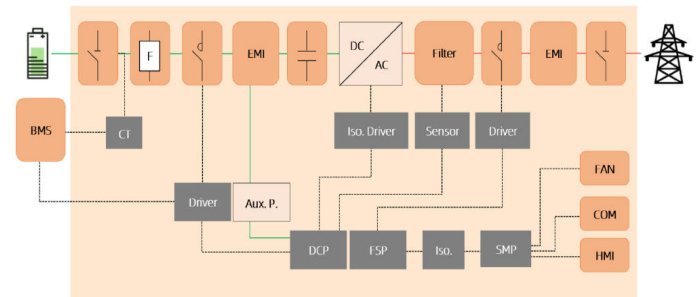 F
EMI
DC
AC
Filter
EMI
BMS
CT
Iso. Driver
Sensor
Driver
FAN
Driver
Aux. P.
COM
DCP
FSP
Iso.
SMP
HMI